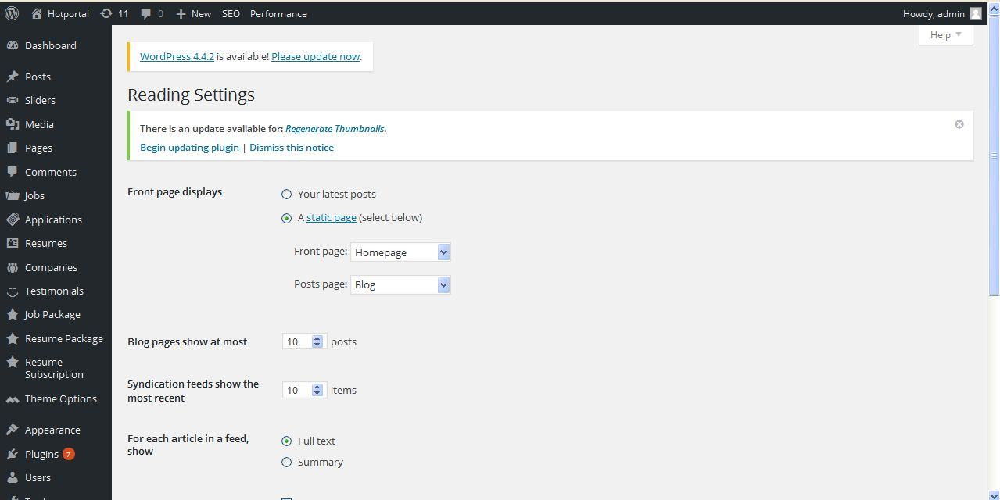 Hotportal 11 0 New SEO Performance Howdy, admin
Help
Dashboard
Posts
Sliders
Media
Pages
Comments
Jobs
Applications
Resumes
Companies
Testimonials
Job Package
Resume Package
Resume
Subscription
Theme Options
Appearance
Plugins 7
Users
WordPress 4.4.2 is available! Please update now.
Reading Settings
There is an update available for: Regenerate Thumbnails.
Begin updating plugin | Dismiss this notice
Front page displays
Your latest posts
A static page (select below)
Front page: Homepage
Posts page: Blog
Blog pages show at most 10 posts
Syndication feeds show the
most recent
10 items
For each article in a feed,
show
Full text
Summary